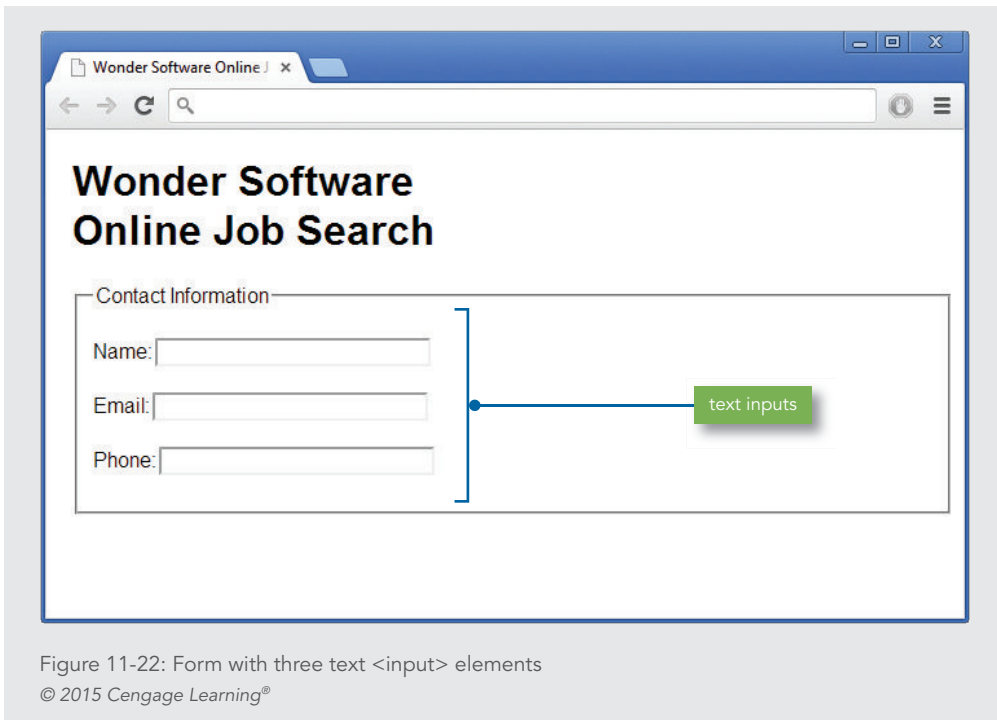 Wonder Software Online J
X
Wonder Software
Online Job Search
Contact Information
Name:
Email:
text inputs
Phone:
Figure 11-22: Form with three text <input> elements
© 2015 Cengage Learning®